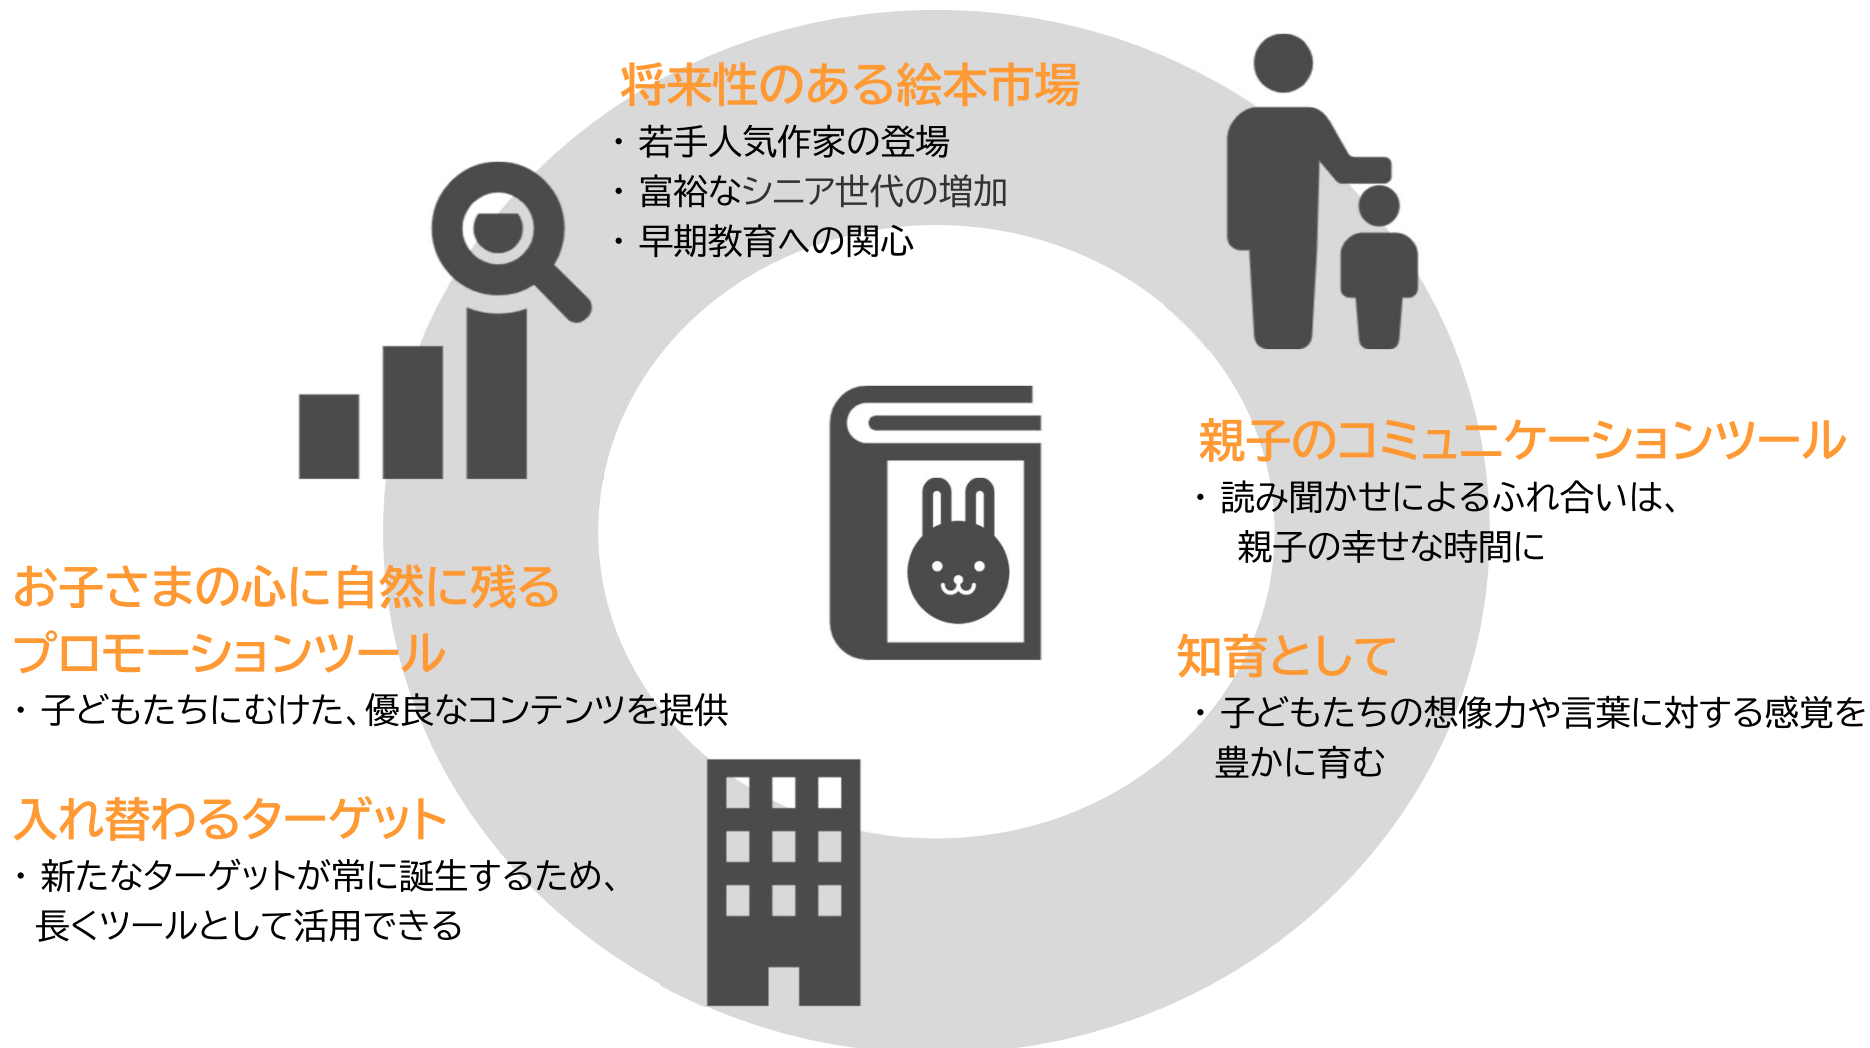 将来性のある絵本市場
・若手人気作家の登場
・富裕なシニア世代の増加
・早期教育への関心
親子のコミュニケーションツール
・読み聞かせによるふれ合いは、
親子の幸せな時間に
知育として
・子どもたちの想像力や言葉に対する感覚を
豊かに育む
お子さまの心に自然に残る
プロモーションツール
・子どもたちにむけた、優良なコンテンツを提供
入れ替わるターゲット
・新たなターゲットが常に誕生するため、
長くツールとして活用できる